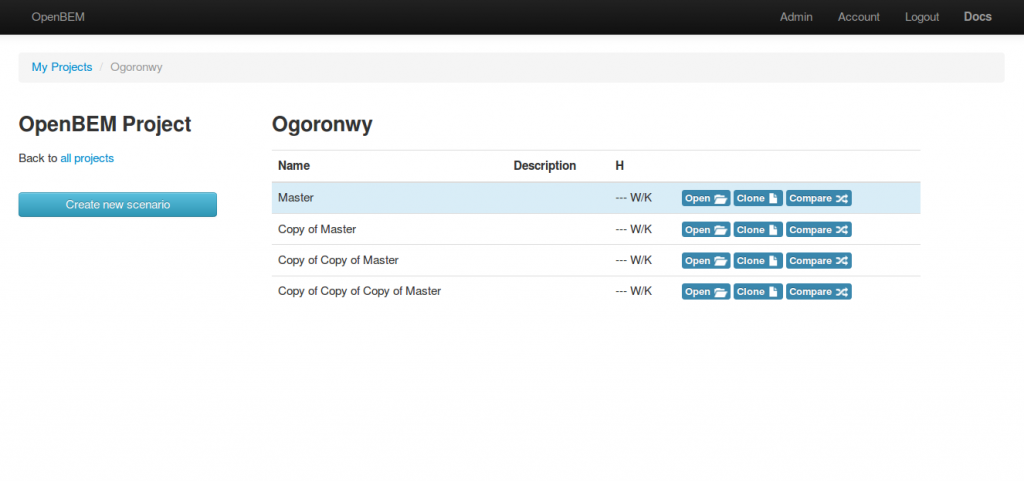 OpenBEM Admin Account Logout Docs
My Projects / Ogoronwy
OpenBEM Project
Back to all projects
Create new scenario
Ogoronwy
Name Description H
Master --- W/K Open Clone Compare
Copy of Master --- W/K Open Clone Compare
Copy of Copy of Master --- W/K Open Clone Compare
Copy of Copy of Copy of Master --- W/K Open Clone Compare